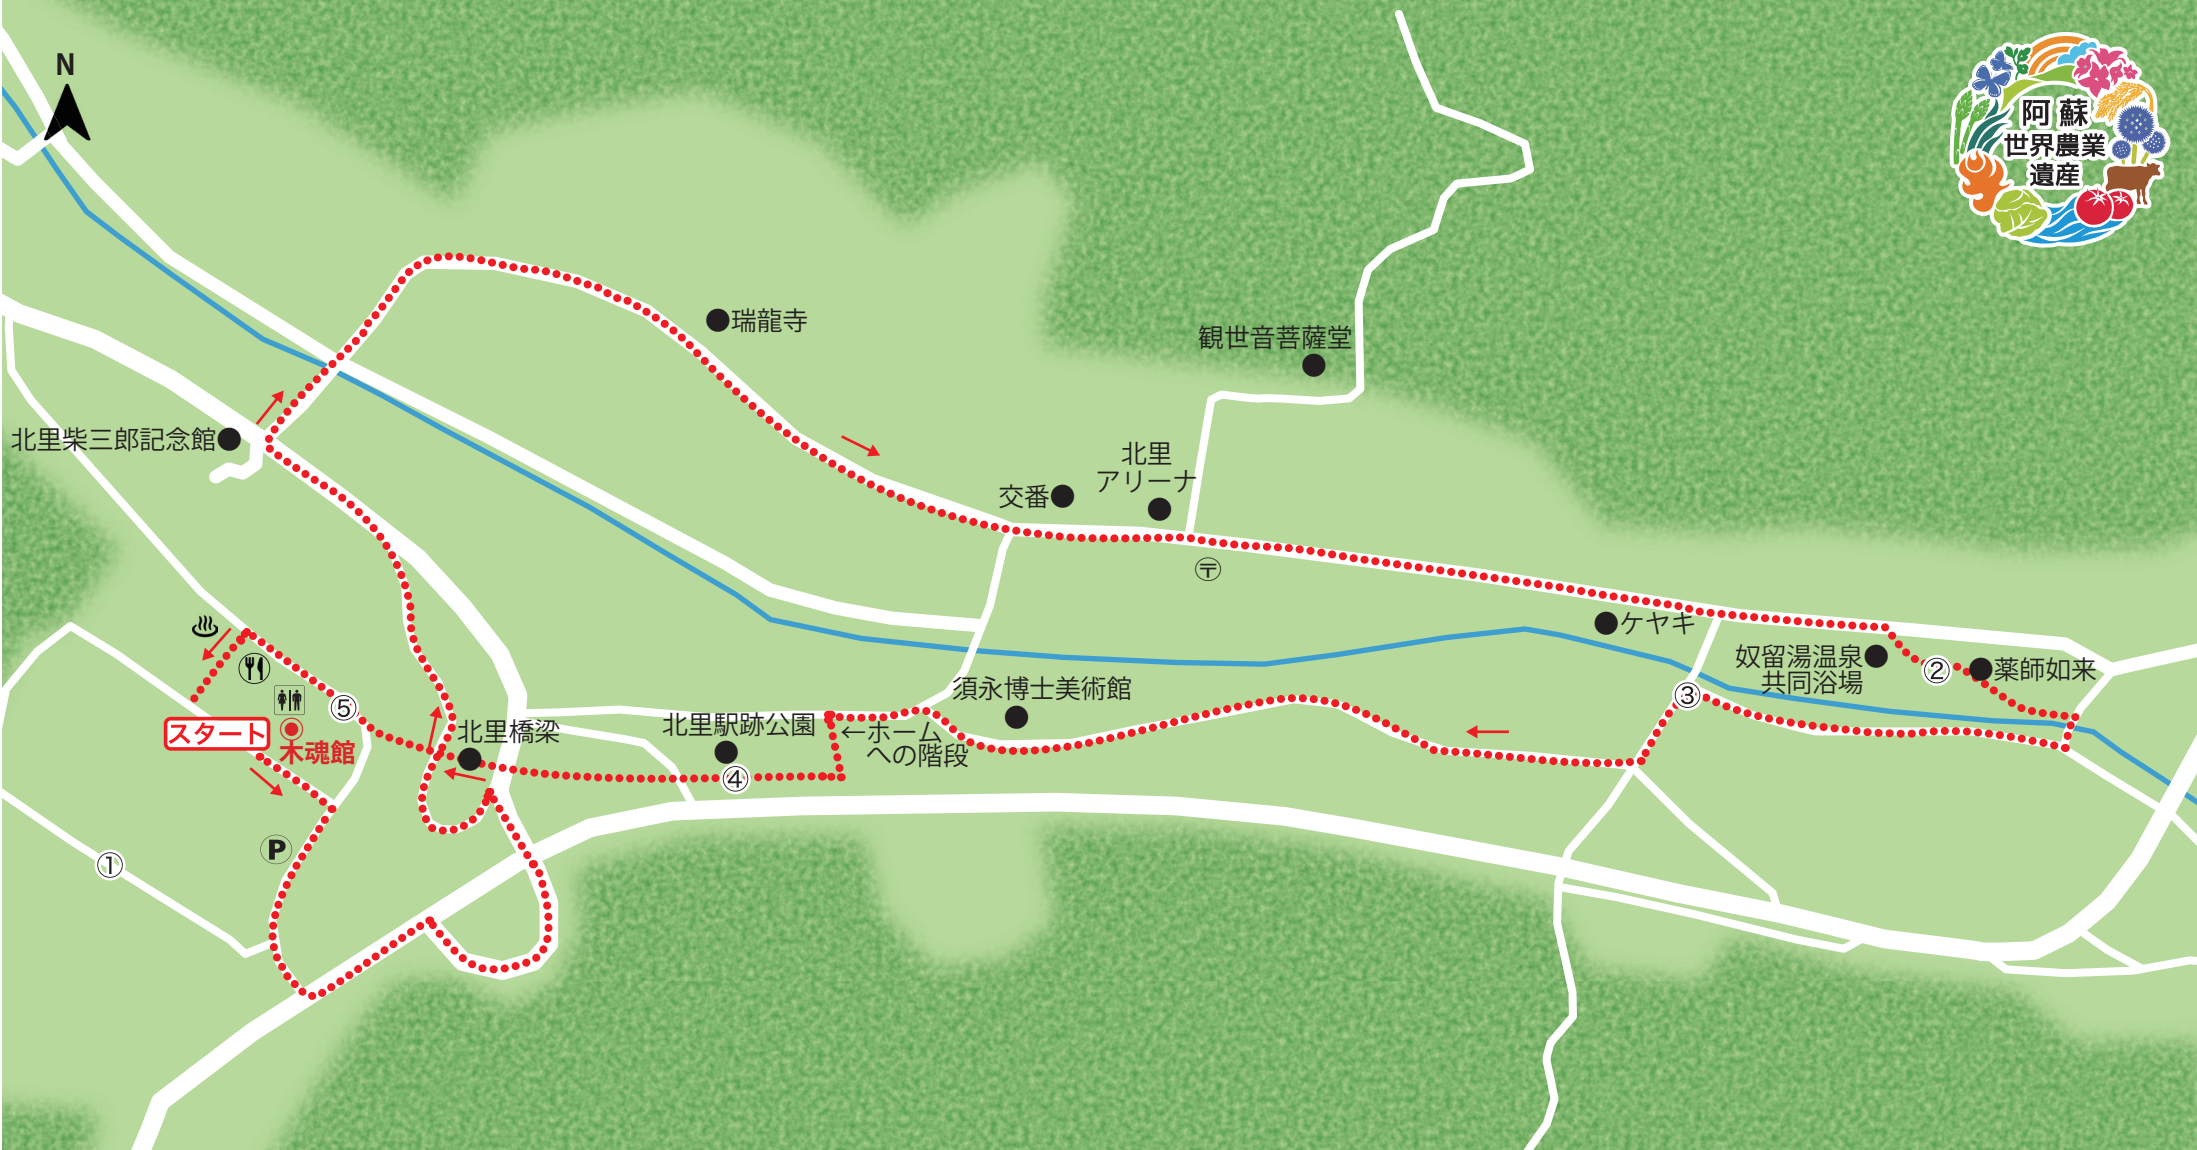 N
阿蘇
世界農業
遺産
瑞龍寺
観世音菩薩堂
北里柴三郎記念館
北里
アリーナ
交番
〒
ケヤキ
奴留湯温泉
共同浴場
②
薬師如来
③
須永博士美術館
北里駅跡公園
←ホーム
への階段
④
北里橋梁
⑤
スタート
木魂館
P
①